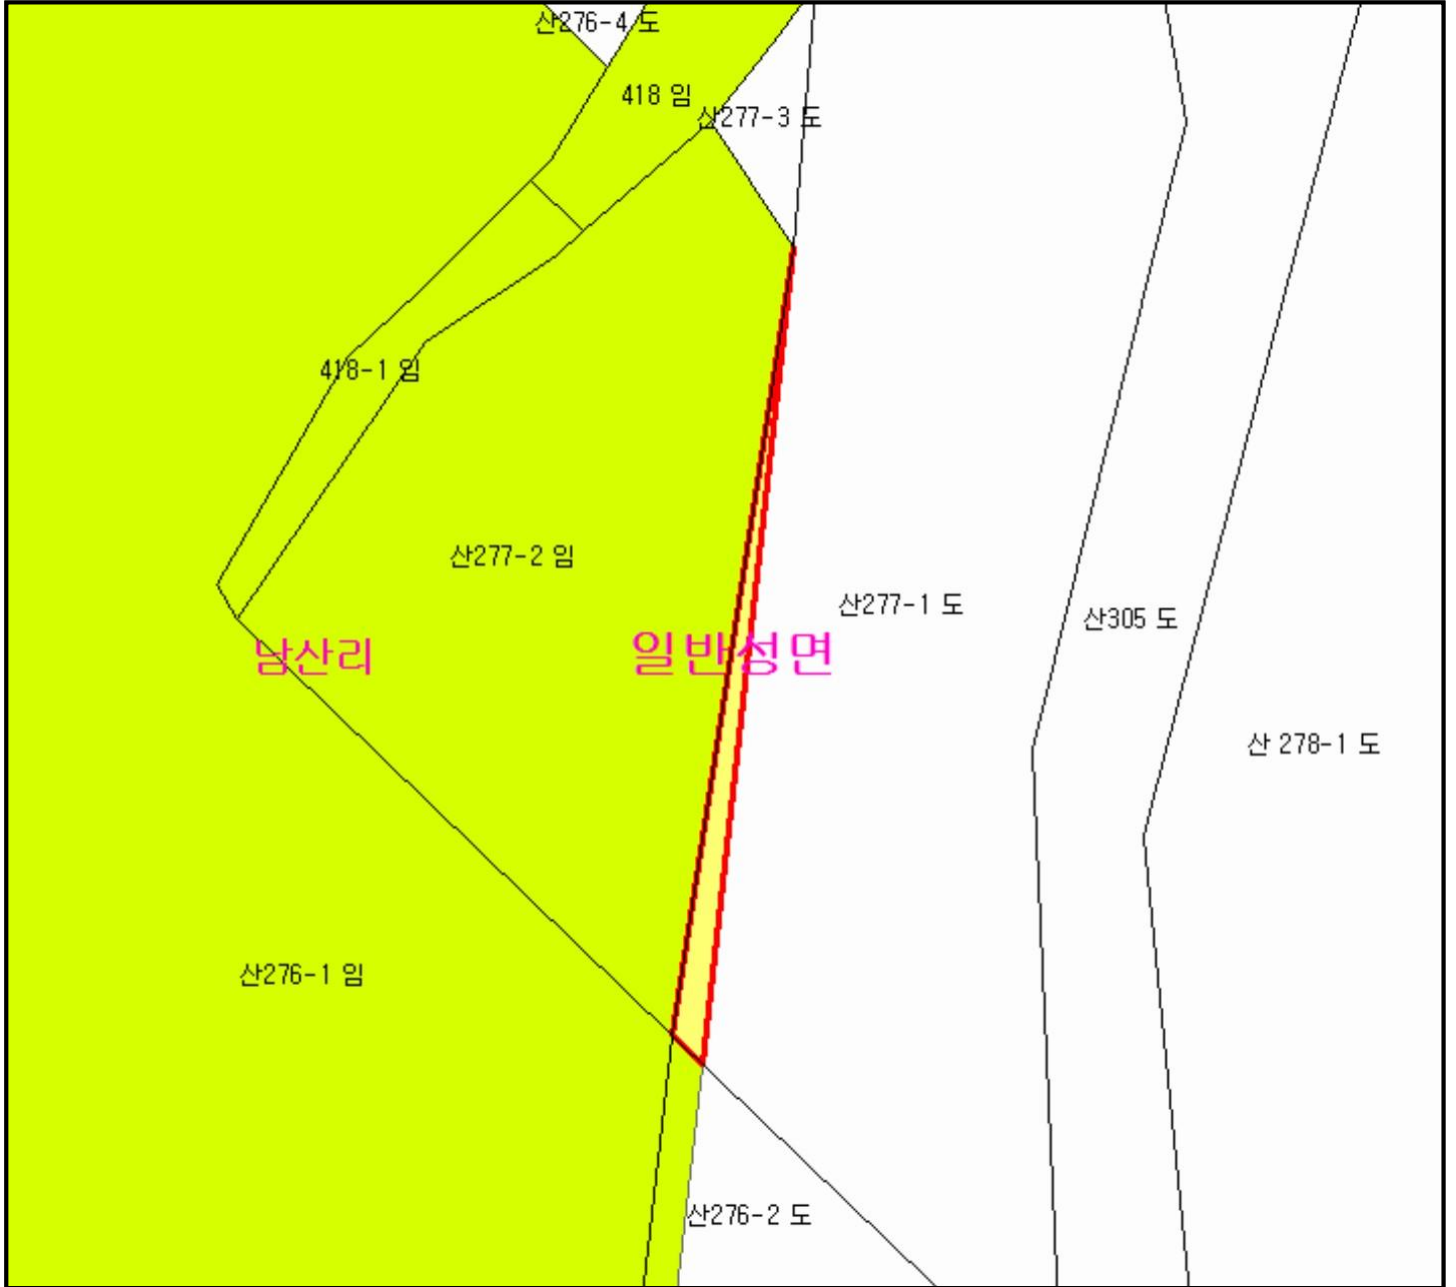 산276-4 도
418 임
산277-3 도
418-1 임
산277-2 임
산277-1 도
산305 도
남산리
일반성면
산 278-1 도
산276-1 임
산276-2 도